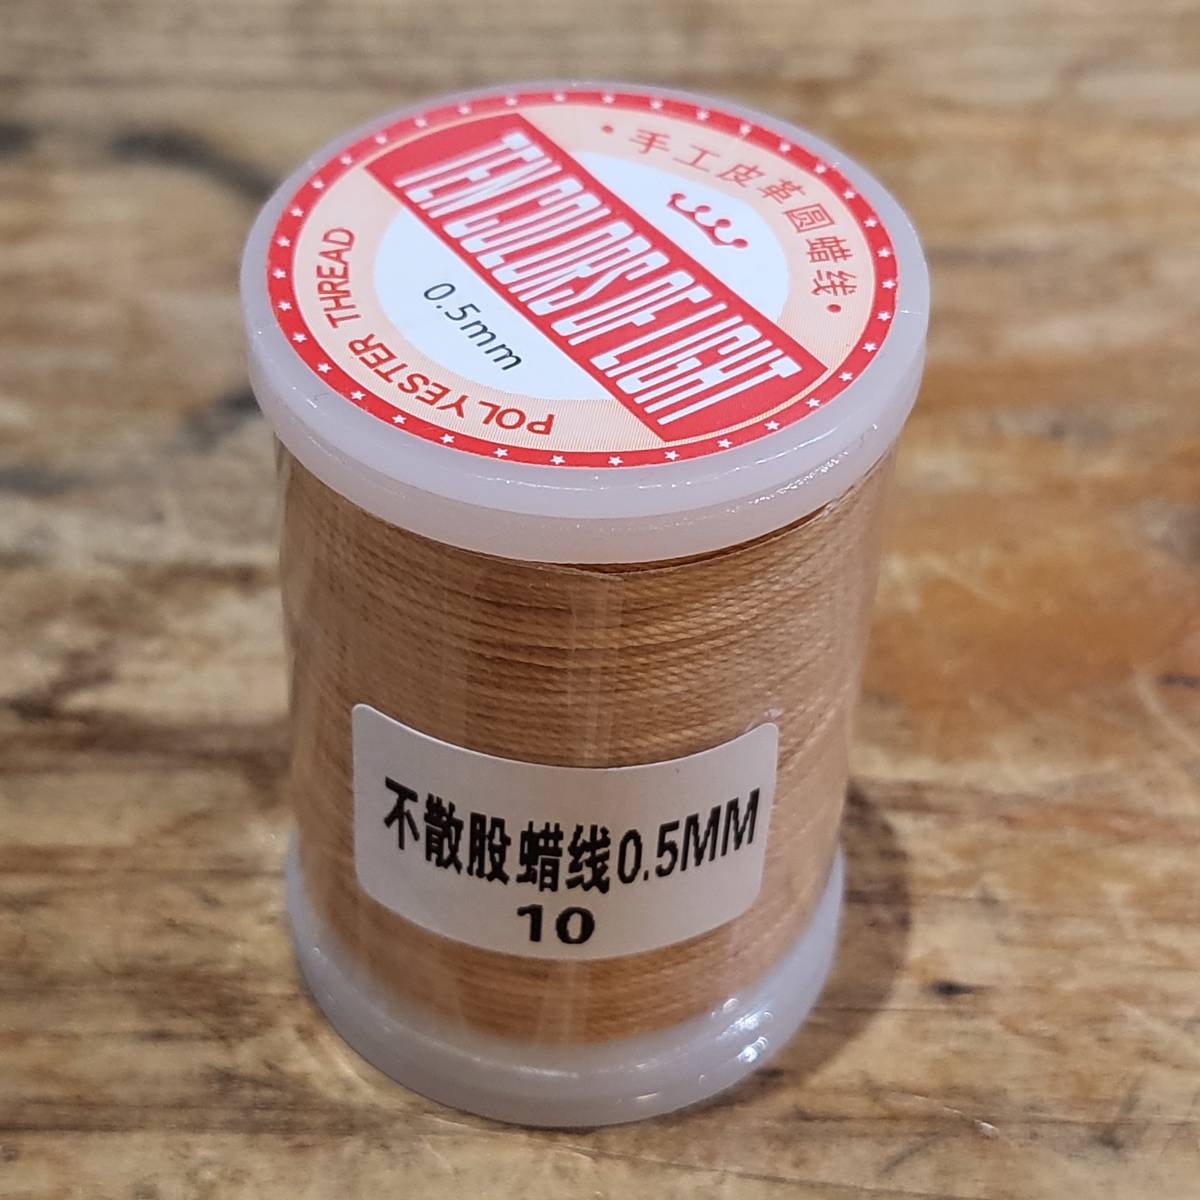 手工皮革圆蜡线
TEN COLORS OF LIGHT
0.5mm
POLYESTER THREAD
不散股蜡线0.5MM
10